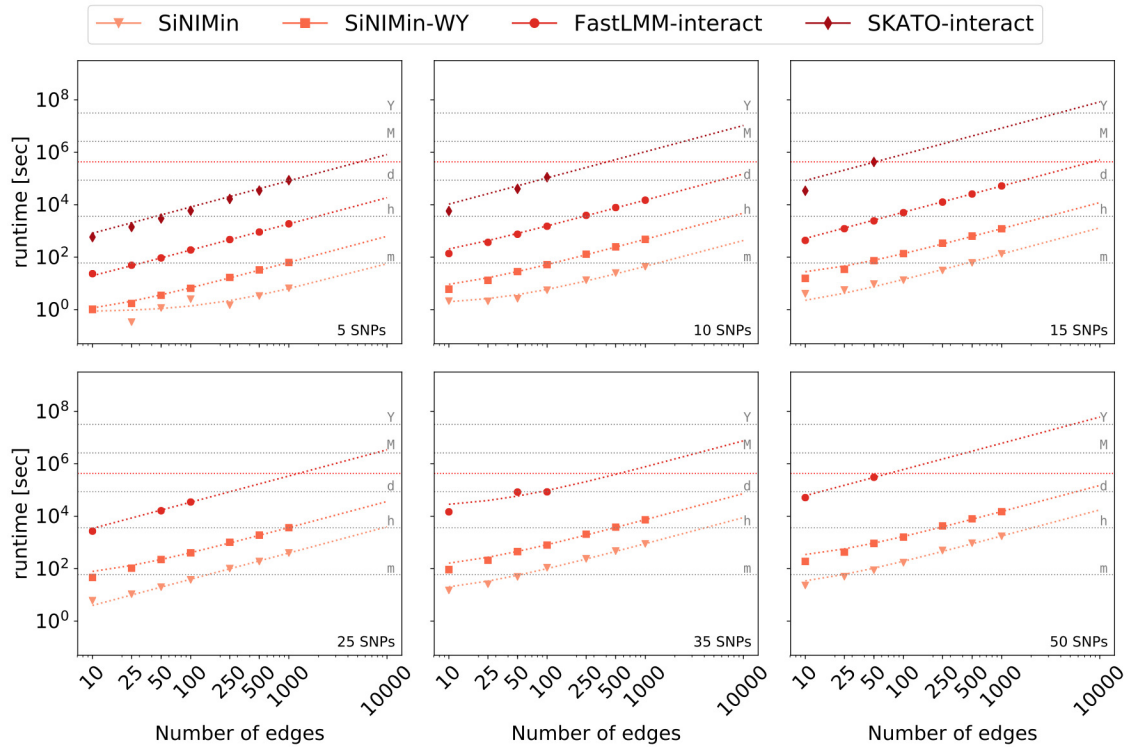 SiNIMin SiNIMin-WY FastLMM-interact SKATO-interact
runtime [sec]
10^8
10^6
10^4
10^2
10^0
Y
M
d
h
m
5 SNPs
Y
M
d
h
m
10 SNPs
Y
M
d
h
m
15 SNPs
runtime [sec]
10^8
10^6
10^4
10^2
10^0
Y
M
d
h
m
25 SNPs
Y
M
d
h
m
35 SNPs
Y
M
d
h
m
50 SNPs
10 25 50 100 250 500 1000 10000
10 25 50 100 250 500 1000 10000
10 25 50 100 250 500 1000 10000
Number of edges Number of edges Number of edges